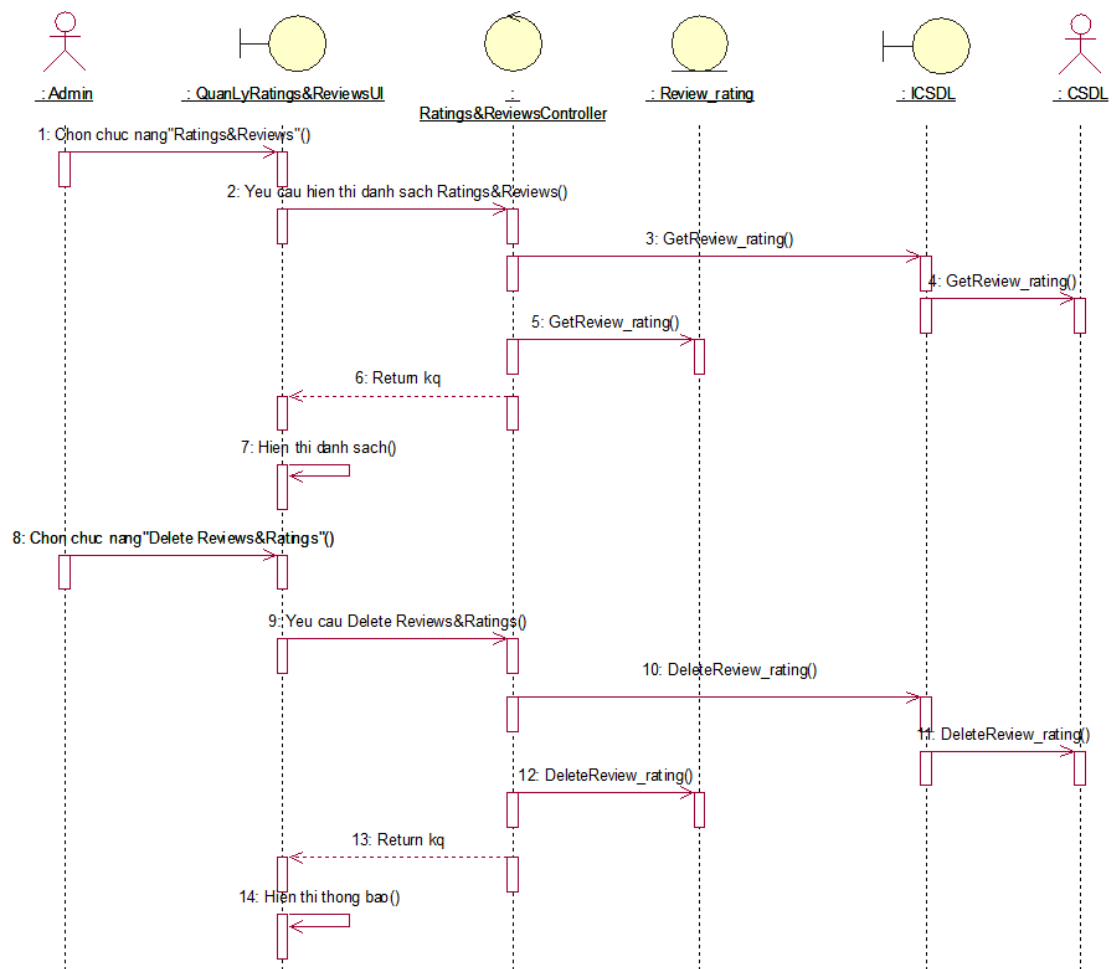 : Admin
: QuanLyRatings&ReviewsUI
:
Ratings&ReviewsController
: Review_rating
: ICSDL
: CSDL
1: Chon chuc nang"Ratings&Reviews"()
2: Yeu cau hien thi danh sach Ratings&Reviews()
3: GetReview_rating()
4: GetReview_rating()
5: GetReview_rating()
6: Return kq
7: Hien thi danh sach()
8: Chon chuc nang"Delete Reviews&Ratings"()
9: Yeu cau Delete Reviews&Ratings()
10: DeleteReview_rating()
11: DeleteReview_rating()
12: DeleteReview_rating()
13: Return kq
14: Hien thi thong bao()